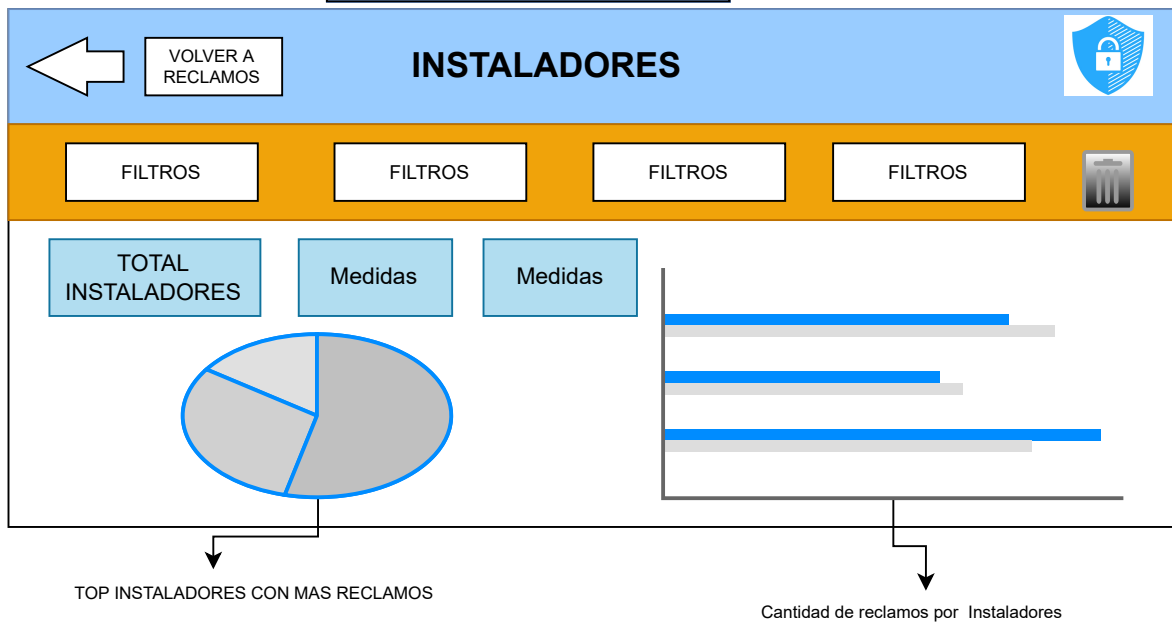 VOLVER A
RECLAMOS
INSTALADORES
FILTROS
FILTROS
FILTROS
FILTROS
TOTAL
INSTALADORES
Medidas
Medidas
TOP INSTALADORES CON MAS RECLAMOS
Cantidad de reclamos por Instaladores